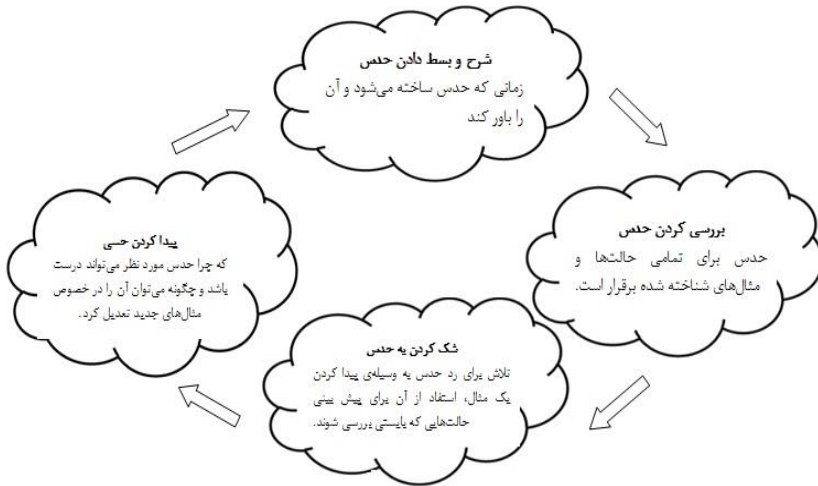 شرح و بسط دادن حدس
زمانی که حدس ساخته می‌شود و آن
را باور کند
بررسی کردن حدس
حدس برای تمامی حالت‌ها و
مثال‌های شناخته شده برقرار است.
شک کردن به حدس
تلاش برای رد حدس به وسیله‌ی پیدا کردن
یک مثال، استفاد از آن برای پیش بینی
حالت‌هایی که بایستی بررسی شوند.
پیدا کردن حسی
که چرا حدس مورد نظر می‌تواند درست
باشد و چگونه می‌توان آن را در خصوص
مثال‌های جدید تعدیل کرد.